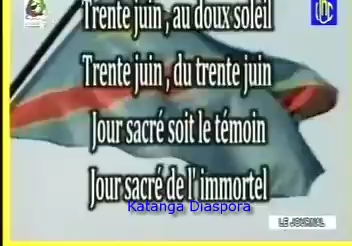 Trente juin , au doux soleil
Trente juin , du trente juin
Jour sacré soit le témoin
Jour sacré de l' immortel
Katanga Diaspora
LE JOURNAL